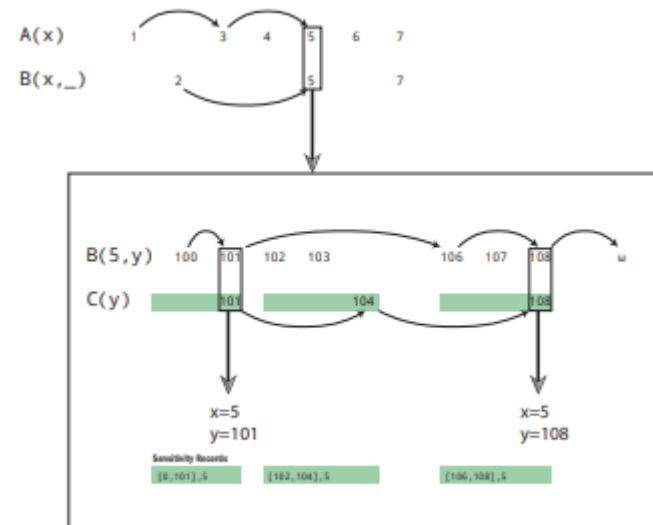 A(x) 1 3 4 5 6 7
B(x,_) 2 5 7
B(5,y) 100 101 102 103 106 107 108 ω
C(y) 101 104 108
x=5 x=5
y=101 y=108
Sensitivity Records
[0,101],5 [102,104],5 [106,108],5